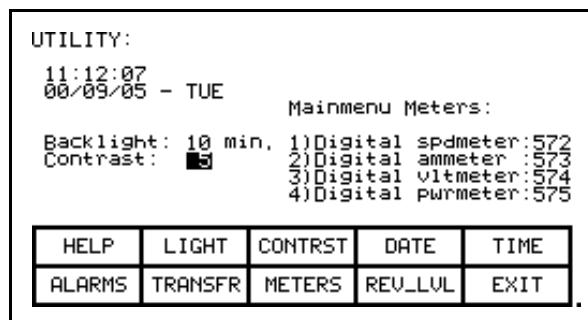 UTILITY:
11:12:07
00/09/05 - TUE
Mainmenu Meters:
Backlight: 10 min. 1)Digital spdmeter:572
Contrast: 5 2)Digital ammeter :573
3)Digital vltmeter:574
4)Digital pwrmeter:575
HELP LIGHT CONTRST DATE TIME
ALARMS TRANSFR METERS REV_LVL EXIT
.